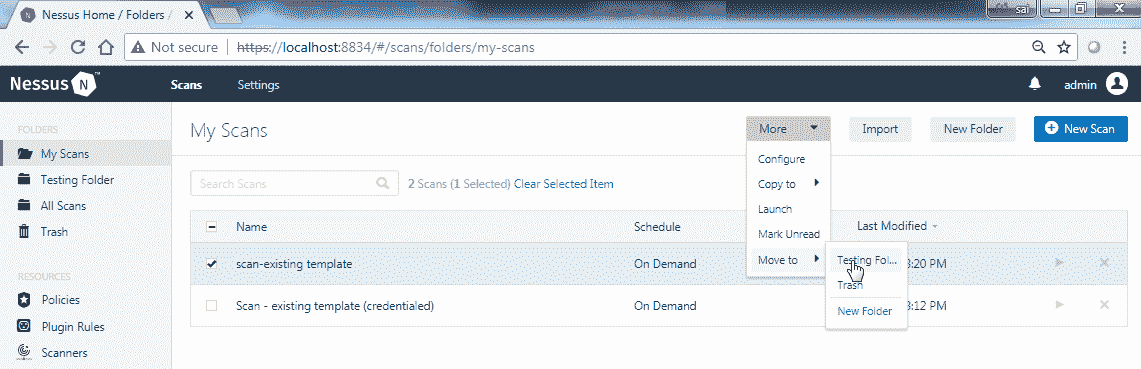 Nessus Home / Folders /
sai
Not secure https://localhost:8834/#/scans/folders/my-scans
Nessus N ™ Scans Settings admin
FOLDERS
My Scans
Testing Folder
All Scans
Trash
RESOURCES
Policies
Plugin Rules
Scanners
My Scans More Import New Folder New Scan
Search Scans 2 Scans (1 Selected) Clear Selected Item
Configure
Copy to
Launch
Mark Unread
Move to
Testing Fol...
Trash
New Folder
Name Schedule Last Modified
scan-existing template On Demand :20 PM
Scan - existing template (credentialed) On Demand :12 PM